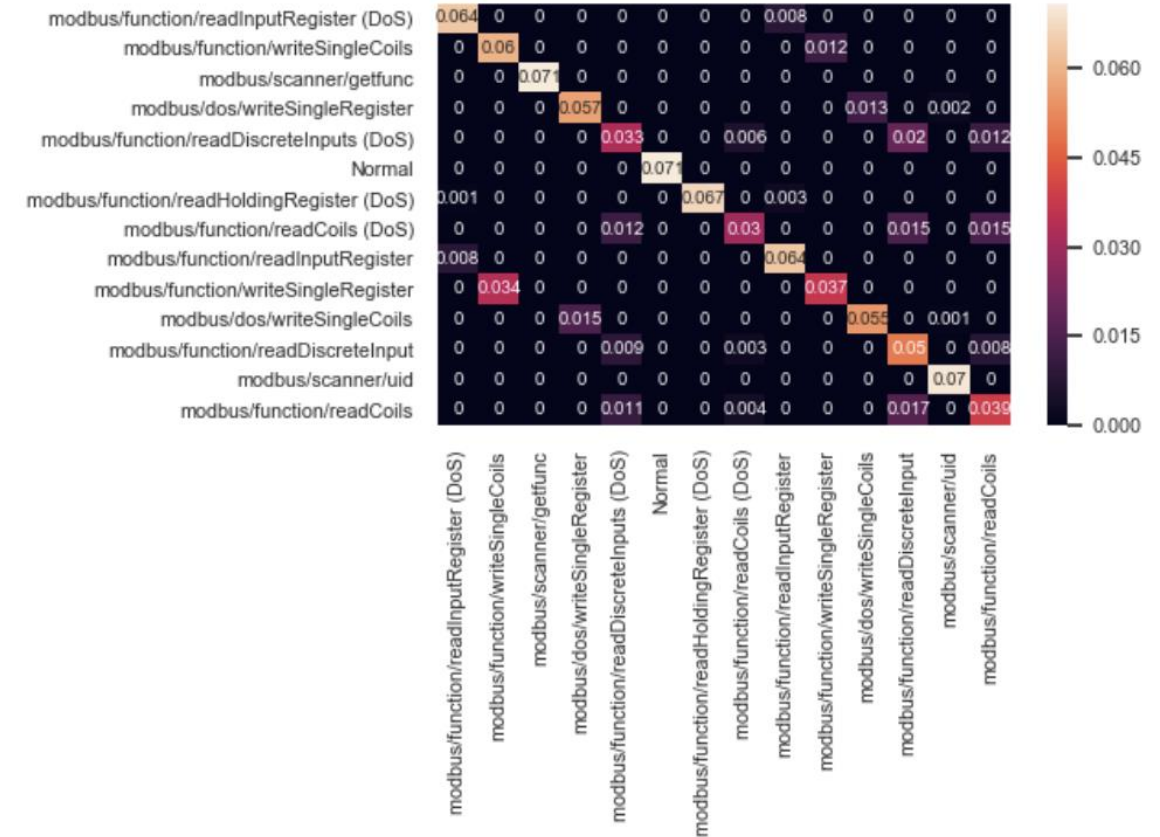 modbus/function/readInputRegister (DoS) 0.064 0 0 0 0 0 0 0 0.008 0 0 0 0 0
modbus/function/writeSingleCoils 0 0.06 0 0 0 0 0 0 0 0.012 0 0 0 0
modbus/scanner/getfunc 0 0 0.071 0 0 0 0 0 0 0 0 0 0 0
modbus/dos/writeSingleRegister 0 0 0 0.057 0 0 0 0 0 0 0.013 0 0.002 0
modbus/function/readDiscreteInputs (DoS) 0 0 0 0 0.033 0 0 0.006 0 0 0 0.02 0 0.012
Normal 0 0 0 0 0 0.071 0 0 0 0 0 0 0 0
modbus/function/readHoldingRegister (DoS) 0.001 0 0 0 0 0 0.067 0 0.003 0 0 0 0 0
modbus/function/readCoils (DoS) 0 0 0 0 0.012 0 0 0.03 0 0 0 0.015 0 0.015
modbus/function/readInputRegister 0.008 0 0 0 0 0 0 0 0.064 0 0 0 0 0
modbus/function/writeSingleRegister 0 0.034 0 0 0 0 0 0 0 0.037 0 0 0 0
modbus/dos/writeSingleCoils 0 0 0 0.015 0 0 0 0 0 0 0.055 0 0.001 0
modbus/function/readDiscreteInput 0 0 0 0 0.009 0 0 0.003 0 0 0 0.05 0 0.008
modbus/scanner/uid 0 0 0 0 0 0 0 0 0 0 0 0 0.07 0
modbus/function/readCoils 0 0 0 0 0.011 0 0 0.004 0 0 0 0.017 0 0.039
0.060
0.045
0.030
0.015
0.000
modbus/function/readInputRegister (DoS)
modbus/function/writeSingleCoils
modbus/scanner/getfunc
modbus/dos/writeSingleRegister
modbus/function/readDiscreteInputs (DoS)
Normal
modbus/function/readHoldingRegister (DoS)
modbus/function/readCoils (DoS)
modbus/function/readInputRegister
modbus/function/writeSingleRegister
modbus/dos/writeSingleCoils
modbus/function/readDiscreteInput
modbus/scanner/uid
modbus/function/readCoils